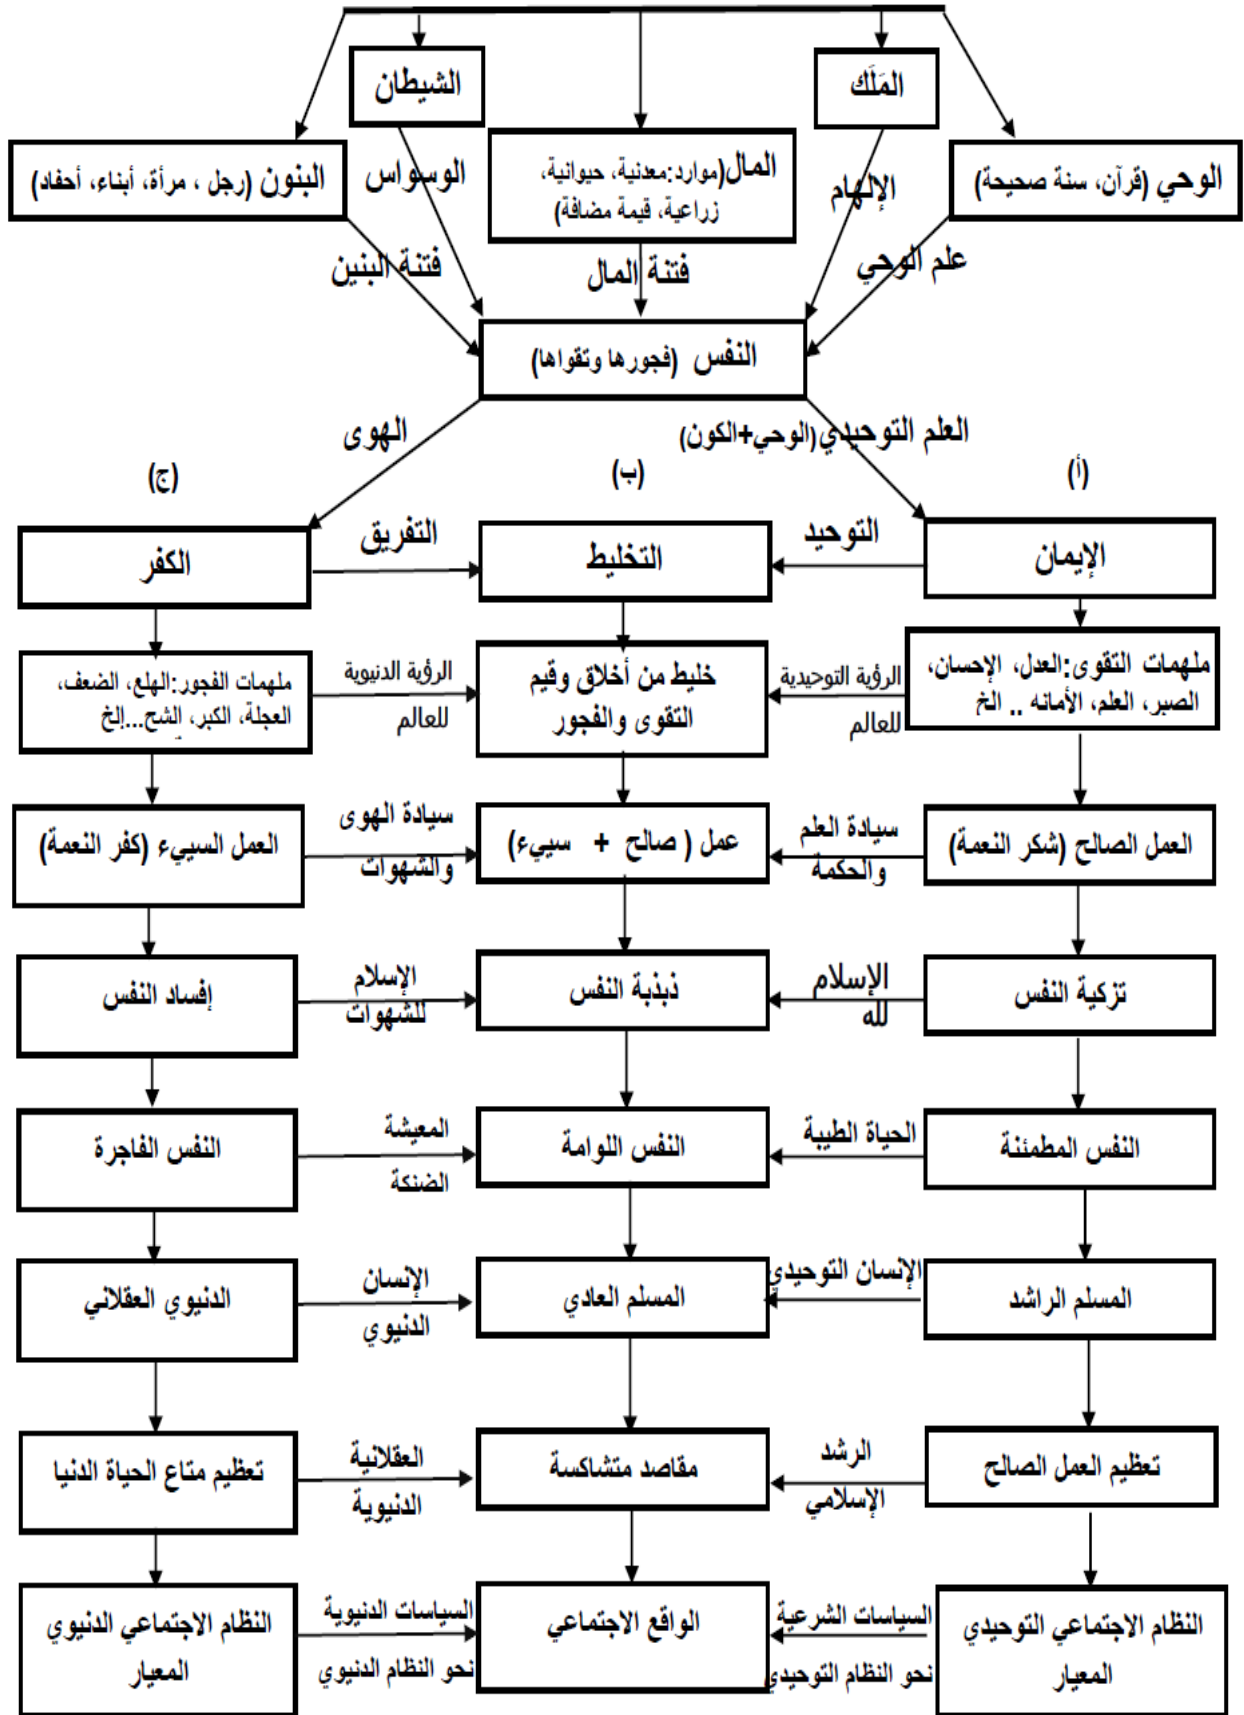 الشيطان
المَلَك
البنون (رجل ، مرأة، أبناء، أحفاد)
الوسواس
المال(موارد:معدنية، حيوانية،
زراعية، قيمة مضافة)
الإلهام
الوحي (قرآن، سنة صحيحة)
علم الوحي
فتنة المال
فتنة البنين
النفس (فجورها وتقواها)
العلم التوحيدي(الوحي+الكون)
الهوى
(أ)
(ب)
(ج)
الإيمان
التوحيد
التخليط
التفريق
الكفر
ملهمات التقوى:العدل، الإحسان،
الصبر، العلم، الأمانه .. الخ
الرؤية التوحيدية
للعالم
خليط من أخلاق وقيم
التقوى والفجور
الرؤية الدنيوية
للعالم
ملهمات الفجور:الهلع، الضعف،
العجلة، الكبر، الشح...إلخ
العمل الصالح (شكر النعمة)
سيادة العلم
والحكمة
عمل ( صالح + سييء)
سيادة الهوى
والشهوات
العمل السييء (كفر النعمة)
تزكية النفس
الإسلام
لله
ذبذبة النفس
الإسلام
للشهوات
إفساد النفس
النفس المطمئنة
الحياة الطيبة
النفس اللوامة
المعيشة
الضنكة
النفس الفاجرة
المسلم الراشد
الإنسان التوحيدي
المسلم العادي
الإنسان
الدنيوي
الدنيوي العقلاني
تعظيم العمل الصالح
الرشد
الإسلامي
مقاصد متشاكسة
العقلانية
الدنيوية
تعظيم متاع الحياة الدنيا
النظام الاجتماعي التوحيدي
المعيار
السياسات الشرعية
نحو النظام التوحيدي
الواقع الاجتماعي
السياسات الدنيوية
نحو النظام الدنيوي
النظام الاجتماعي الدنيوي
المعيار